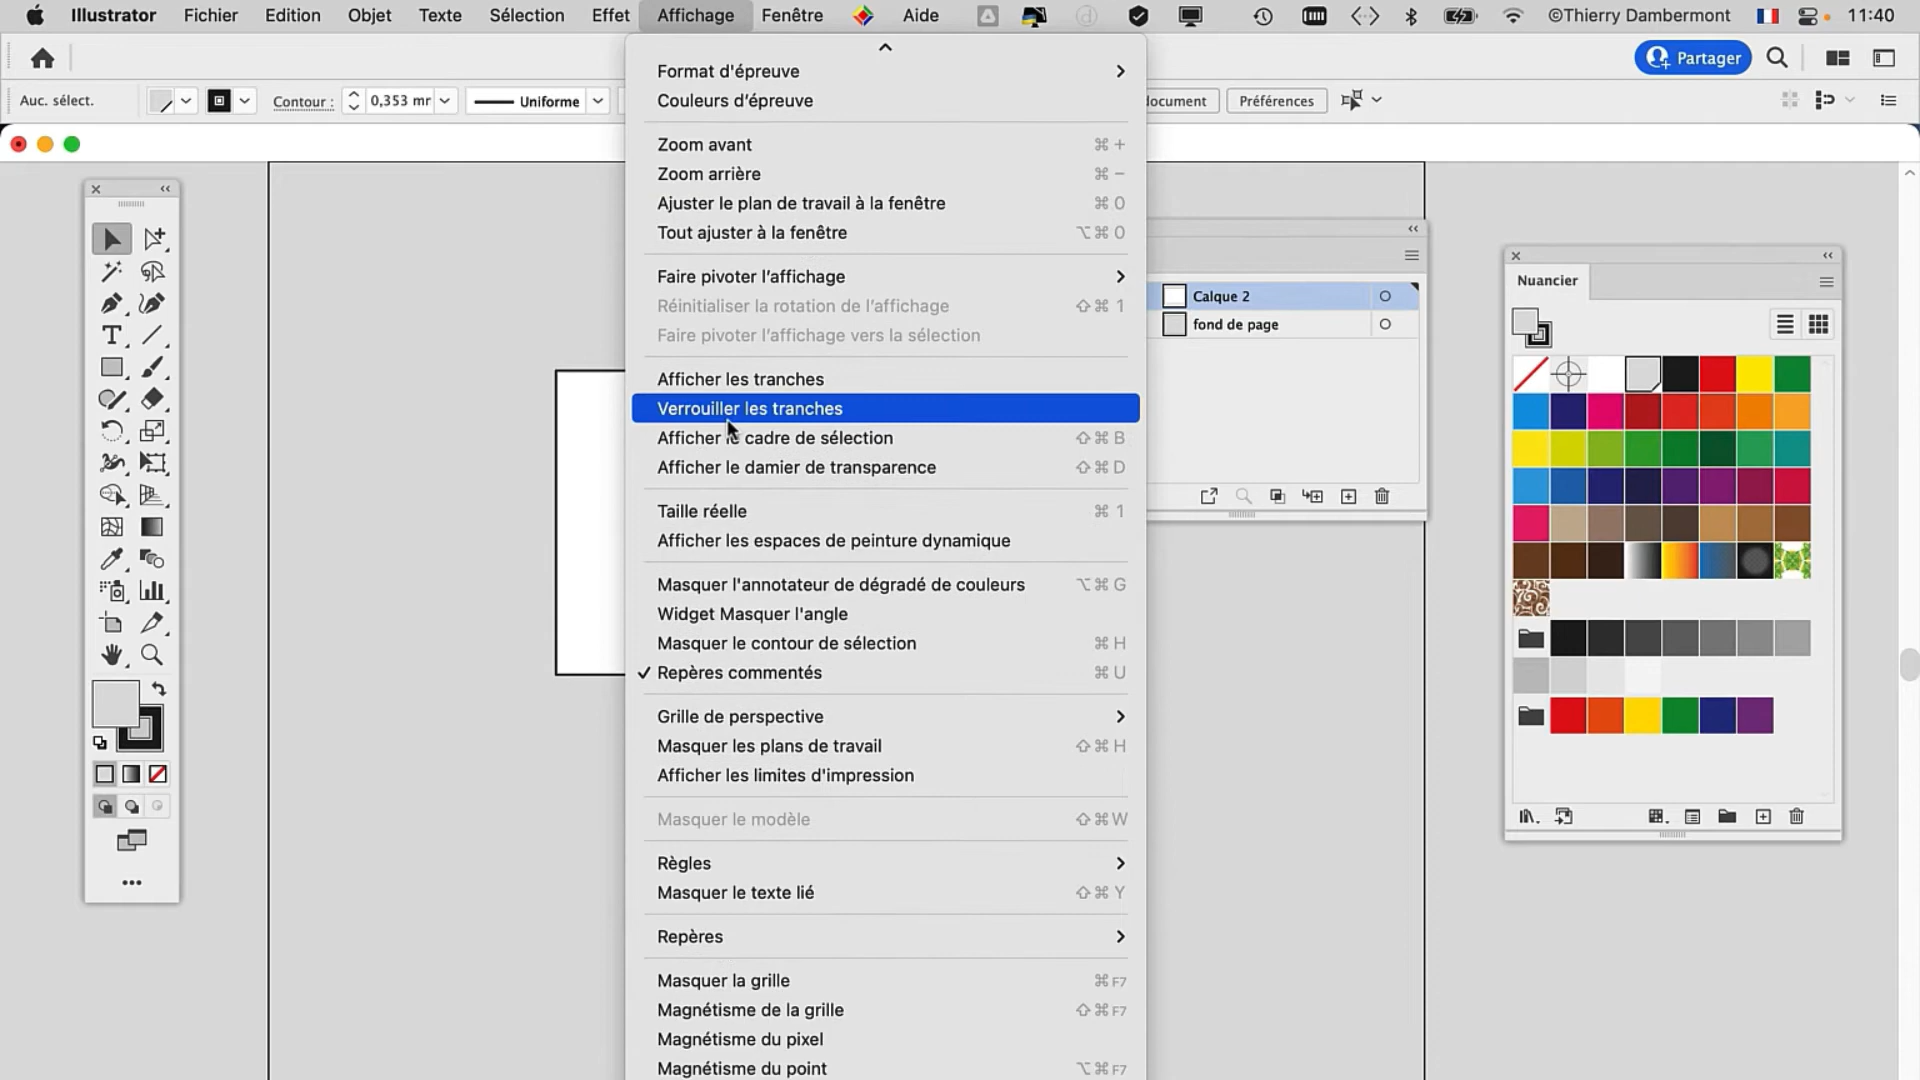 Illustrator Fichier Edition Objet Texte Sélection Effet Affichage Fenêtre Aide ©Thierry Dambermont 11:40
Partager
Auc. sélect. Contour : 0,353 mr Uniforme ocument Préférences
Format d'épreuve
Couleurs d'épreuve
Zoom avant ⌘ +
Zoom arrière ⌘ −
Ajuster le plan de travail à la fenêtre ⌘ 0
Tout ajuster à la fenêtre ⌥⌘ 0
Faire pivoter l'affichage
Réinitialiser la rotation de l'affichage ⇧⌘ 1
Faire pivoter l'affichage vers la sélection
Afficher les tranches
Verrouiller les tranches
Afficher le cadre de sélection ⇧⌘ B
Afficher le damier de transparence ⇧⌘ D
Taille réelle ⌘ 1
Afficher les espaces de peinture dynamique
Masquer l'annotateur de dégradé de couleurs ⌥⌘ G
Widget Masquer l'angle
Masquer le contour de sélection ⌘ H
✓ Repères commentés ⌘ U
Grille de perspective
Masquer les plans de travail ⇧⌘ H
Afficher les limites d'impression
Masquer le modèle ⇧⌘ W
Règles
Masquer le texte lié ⇧⌘ Y
Repères
Masquer la grille ⌘ F7
Magnétisme de la grille ⇧⌘ F7
Magnétisme du pixel
Magnétisme du point ⌥⌘ F7
Calque 2
fond de page
Nuancier